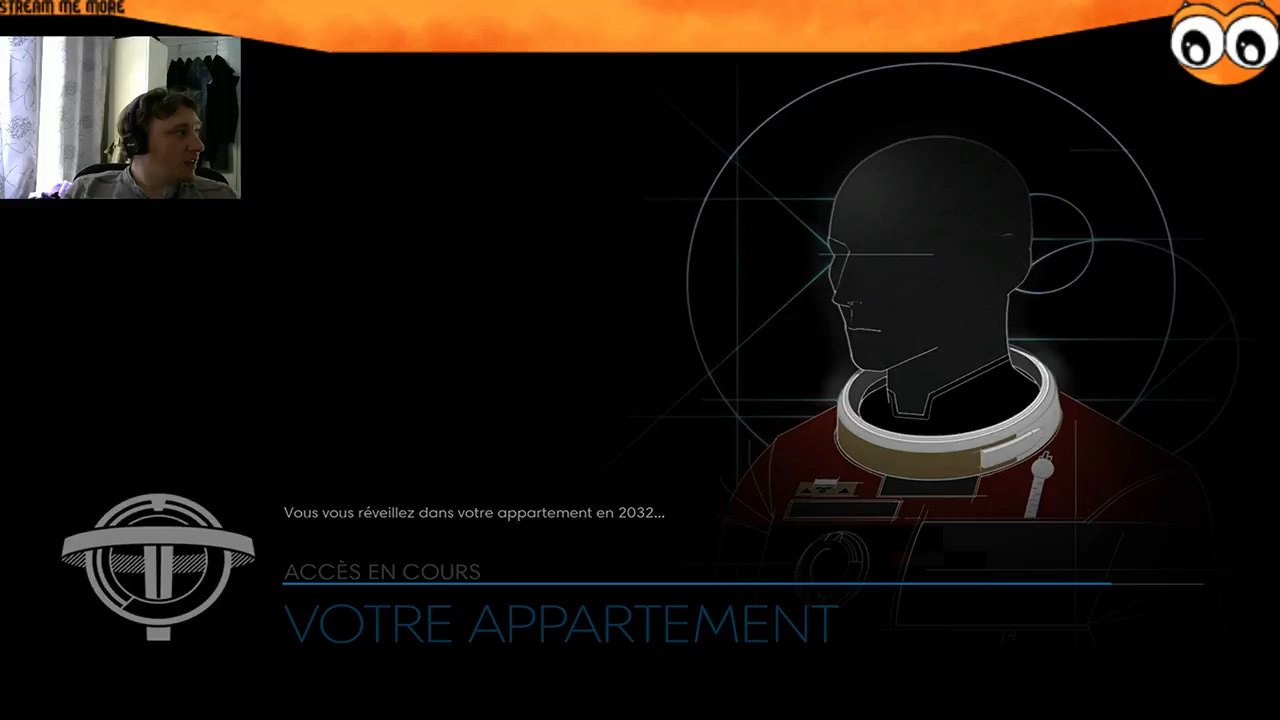 STREAM ME MORE
Vous vous réveillez dans votre appartement en 2032...
ACCÈS EN COURS
VOTRE APPARTEMENT